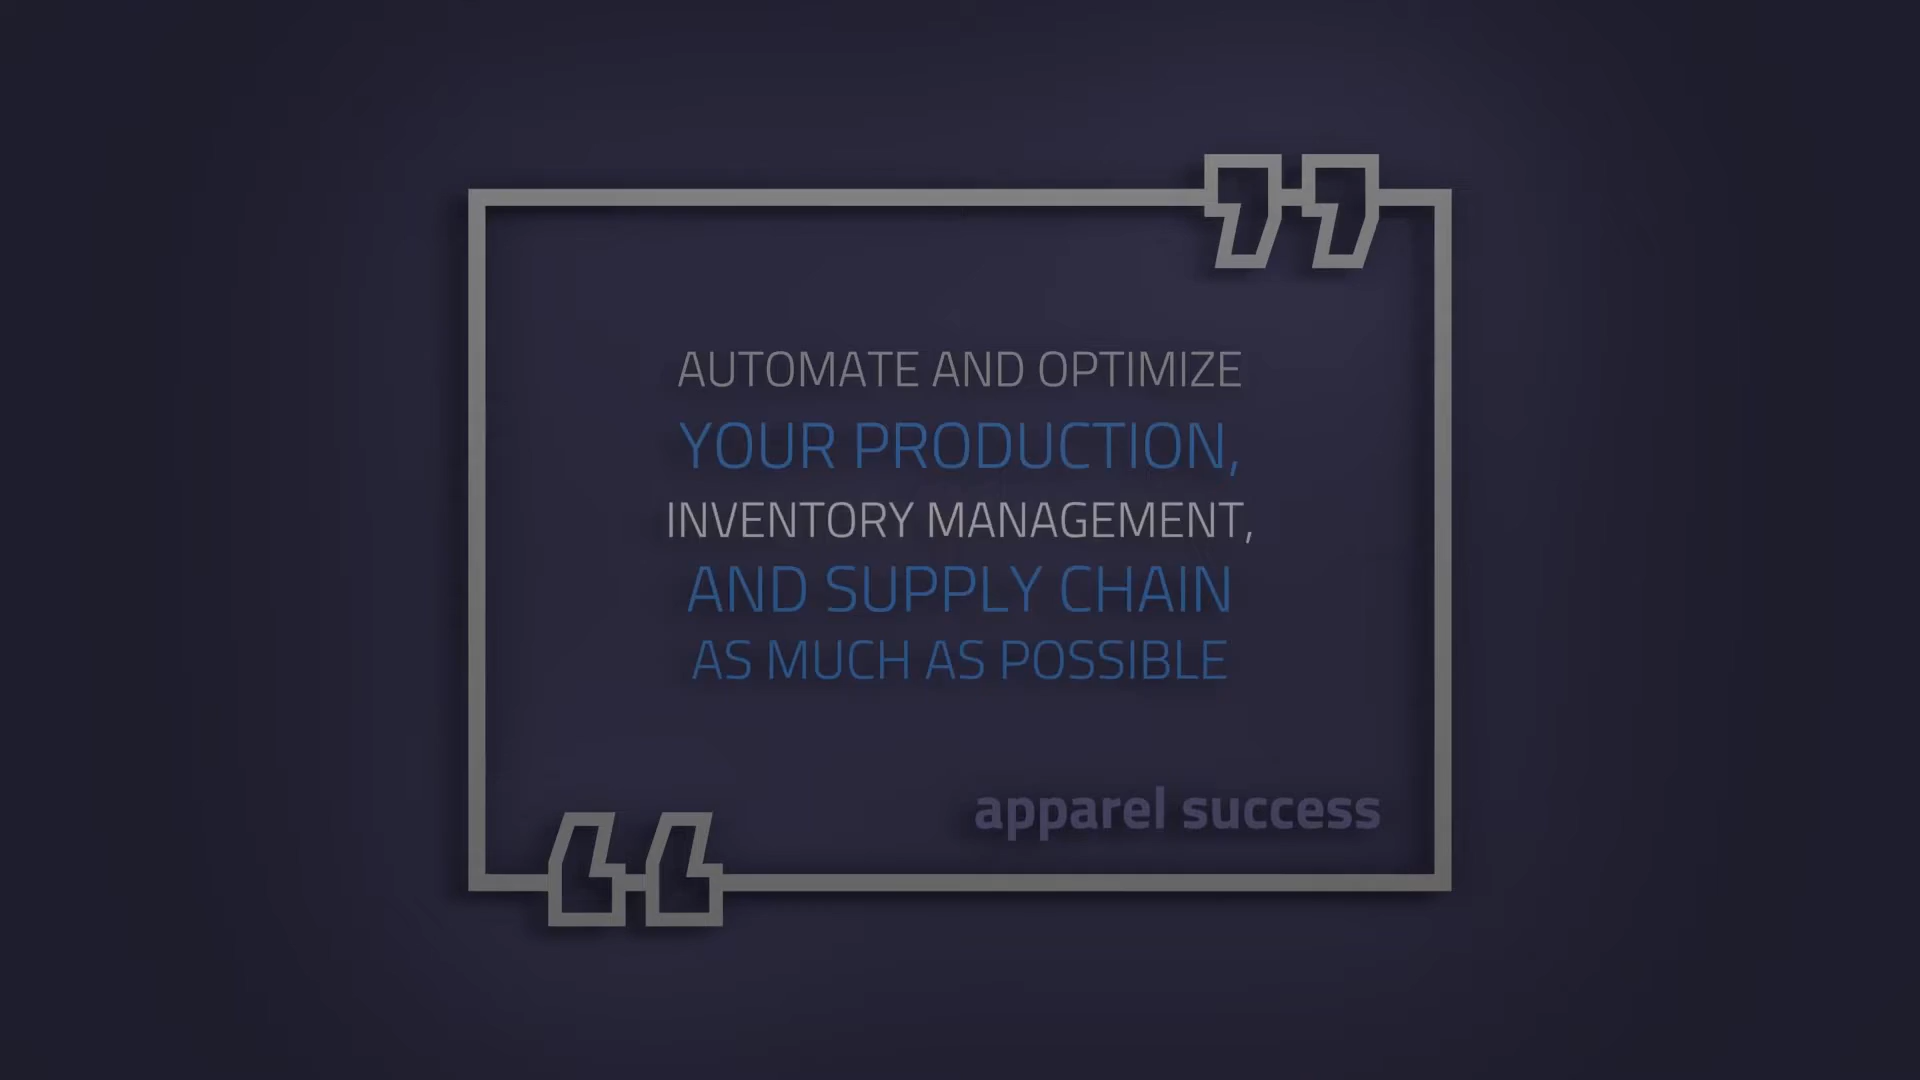 AUTOMATE AND OPTIMIZE
YOUR PRODUCTION,
INVENTORY MANAGEMENT,
AND SUPPLY CHAIN
AS MUCH AS POSSIBLE
apparel success